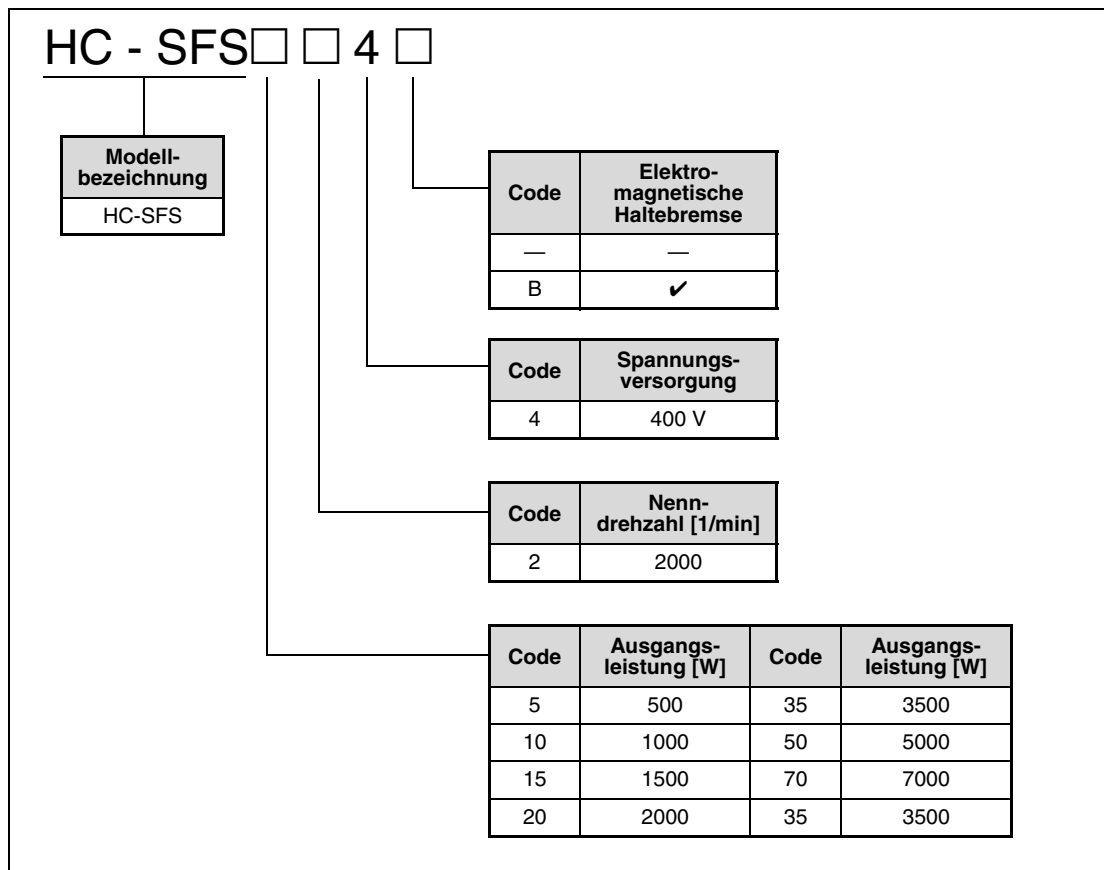 HC - SFS□ □ 4 □
Modell-
bezeichnung
HC-SFS
Code
Elektro-
magnetische
Haltebremse
— —
B ✔
Code
Spannungs-
versorgung
4 400 V
Code
Nenn-
drehzahl [1/min]
2 2000
Code
Ausgangs-
leistung [W]
Code
Ausgangs-
leistung [W]
5 500 35 3500
10 1000 50 5000
15 1500 70 7000
20 2000 35 3500